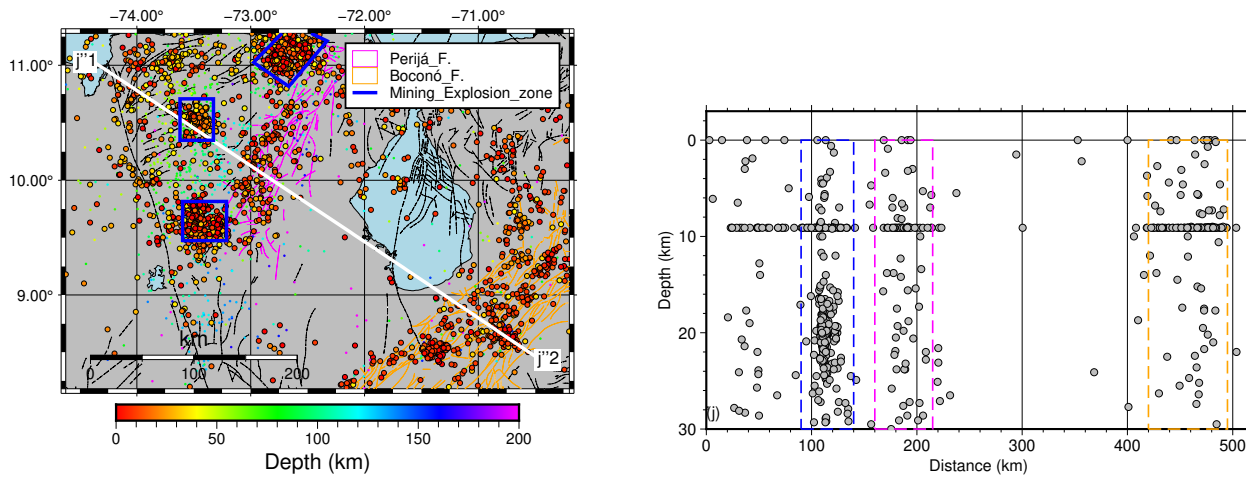 −74.00° −73.00° −72.00° −71.00°
11.00°
10.00°
9.00°
j"1
j"2
Perijá_F.
Boconó_F.
Mining_Explosion_zone
km
0 100 200
0 50 100 150 200
Depth (km)
0
10
20
30
Depth (km)
(j)
0 100 200 300 400 500
Distance (km)